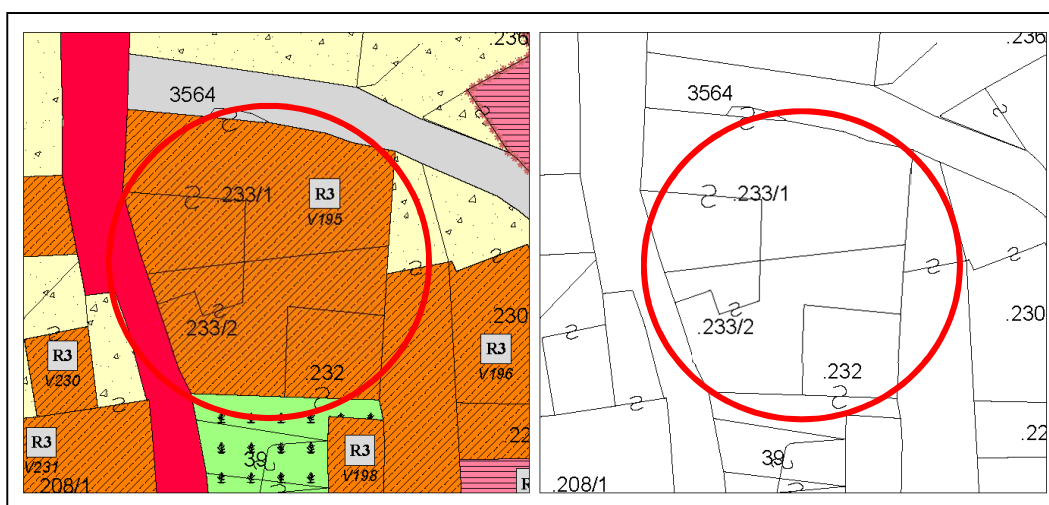 .236
3564
R3
.233/1
V195
.233/2
.230
R3
V196
R3
V230
.232
R3
V231
39
R3
V198
.22
.208/1
R
.236
3564
.233/1
.233/2
.230
.232
.22
39
.208/1